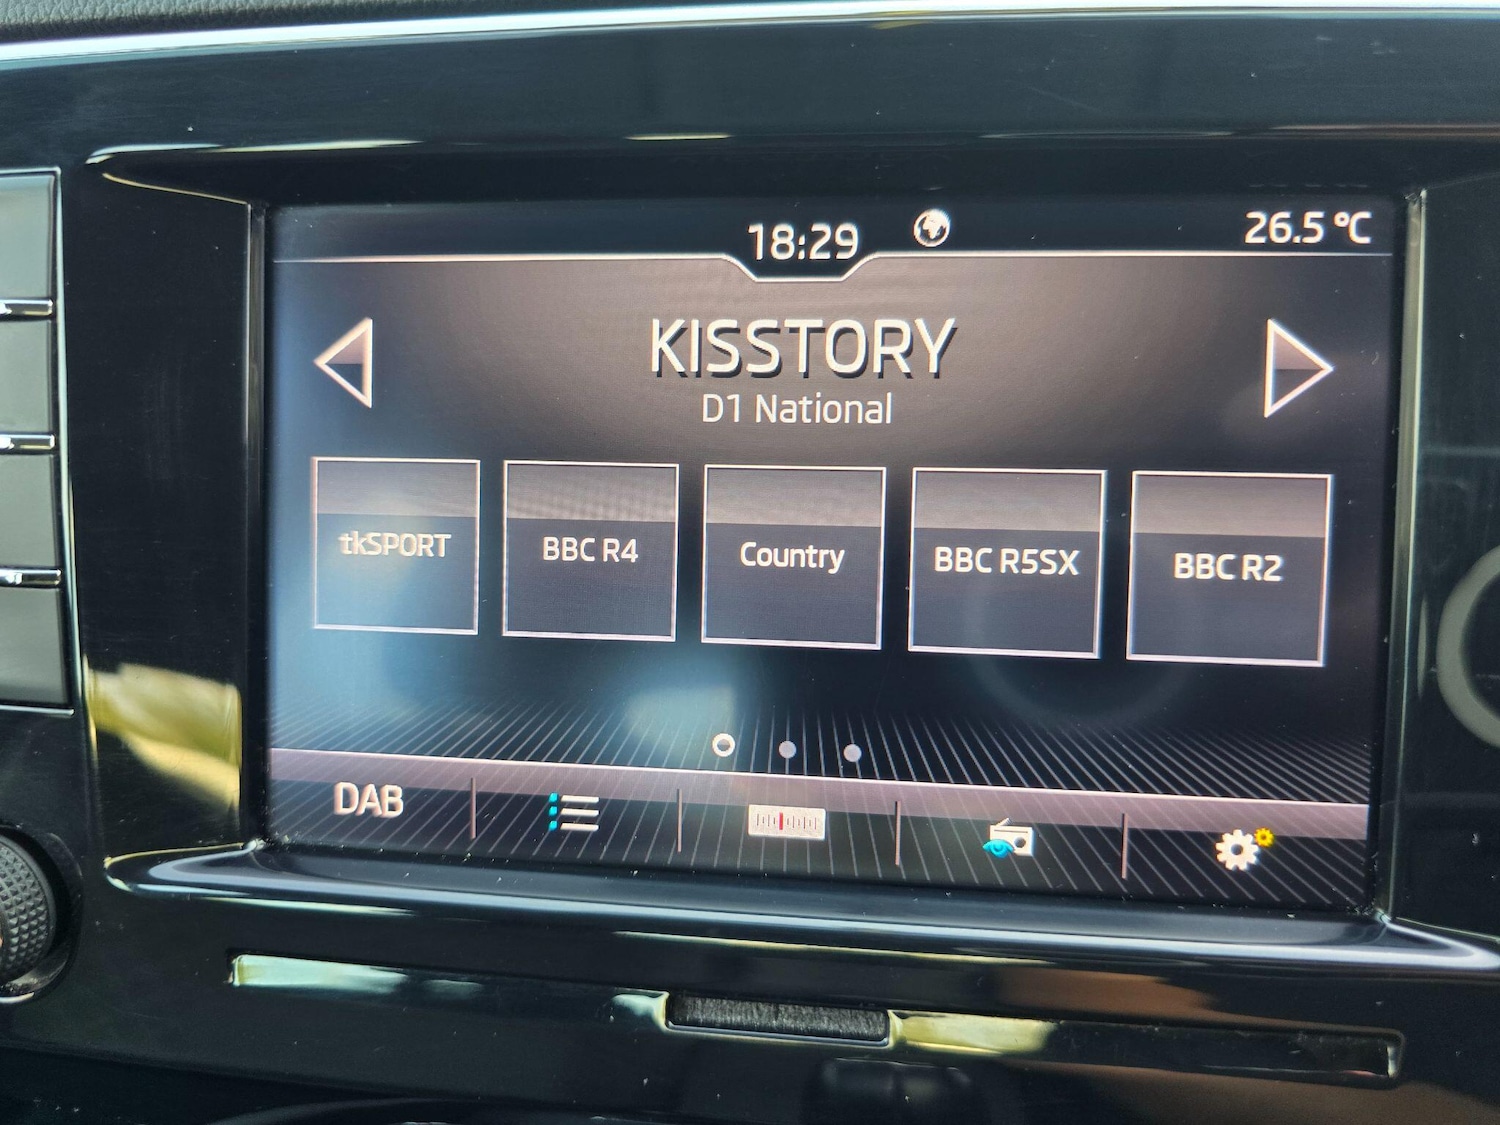 18:29
26.5 °C
KISSTORY
D1 National
tkSPORT
BBC R4
Country
BBC R5SX
BBC R2
DAB